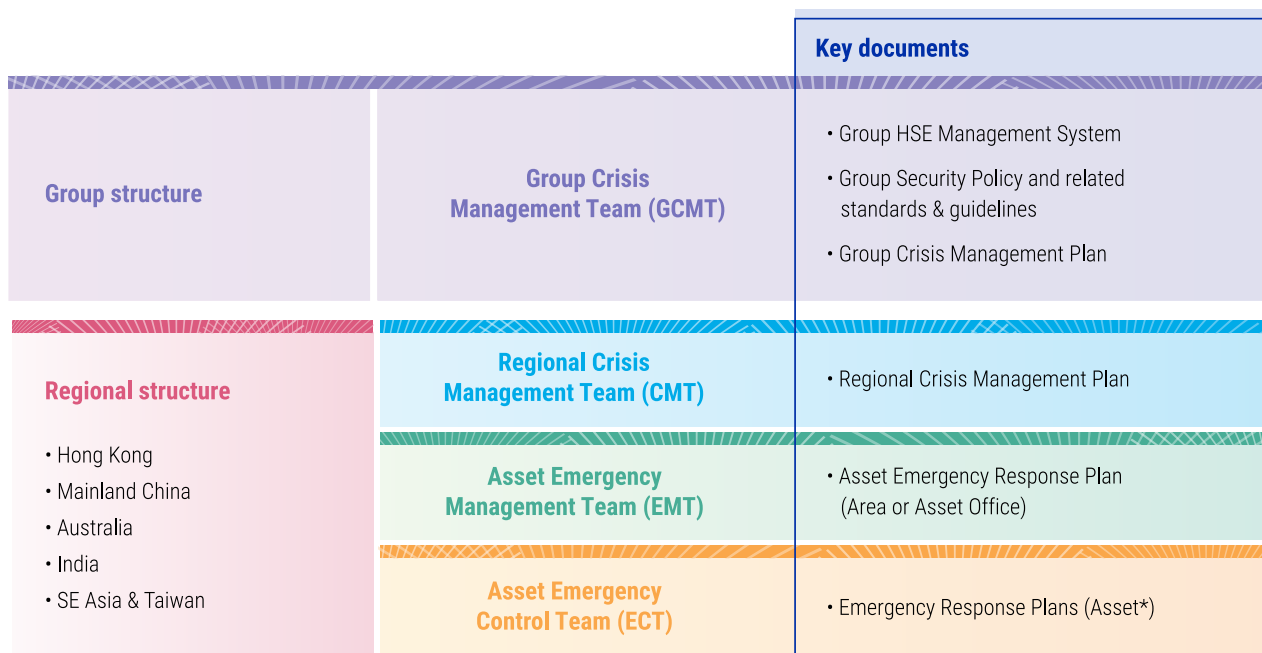 Key documents
Group structure
Group Crisis
Management Team (GCMT)
• Group HSE Management System
• Group Security Policy and related
standards & guidelines
• Group Crisis Management Plan
Regional structure
• Hong Kong
• Mainland China
• Australia
• India
• SE Asia & Taiwan
Regional Crisis
Management Team (CMT)
• Regional Crisis Management Plan
Asset Emergency
Management Team (EMT)
• Asset Emergency Response Plan
(Area or Asset Office)
Asset Emergency
Control Team (ECT)
• Emergency Response Plans (Asset*)